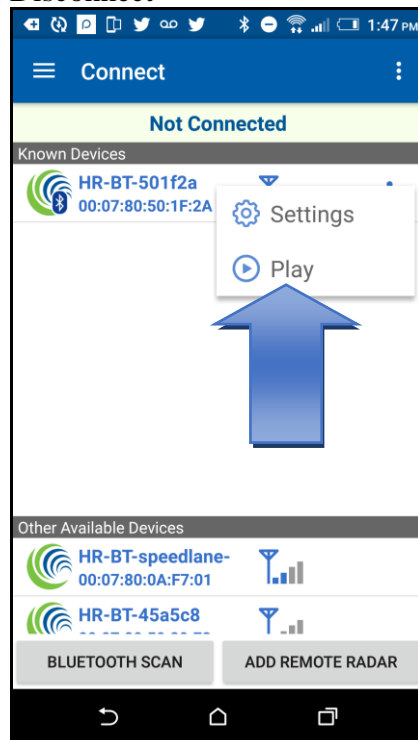 Disconnect
1:47 PM
Connect
Not Connected
Known Devices
HR-BT-501f2a
00:07:80:50:1F:2A
Settings
Play
Other Available Devices
HR-BT-speedlane-
00:07:80:0A:F7:01
HR-BT-45a5c8
BLUETOOTH SCAN
ADD REMOTE RADAR